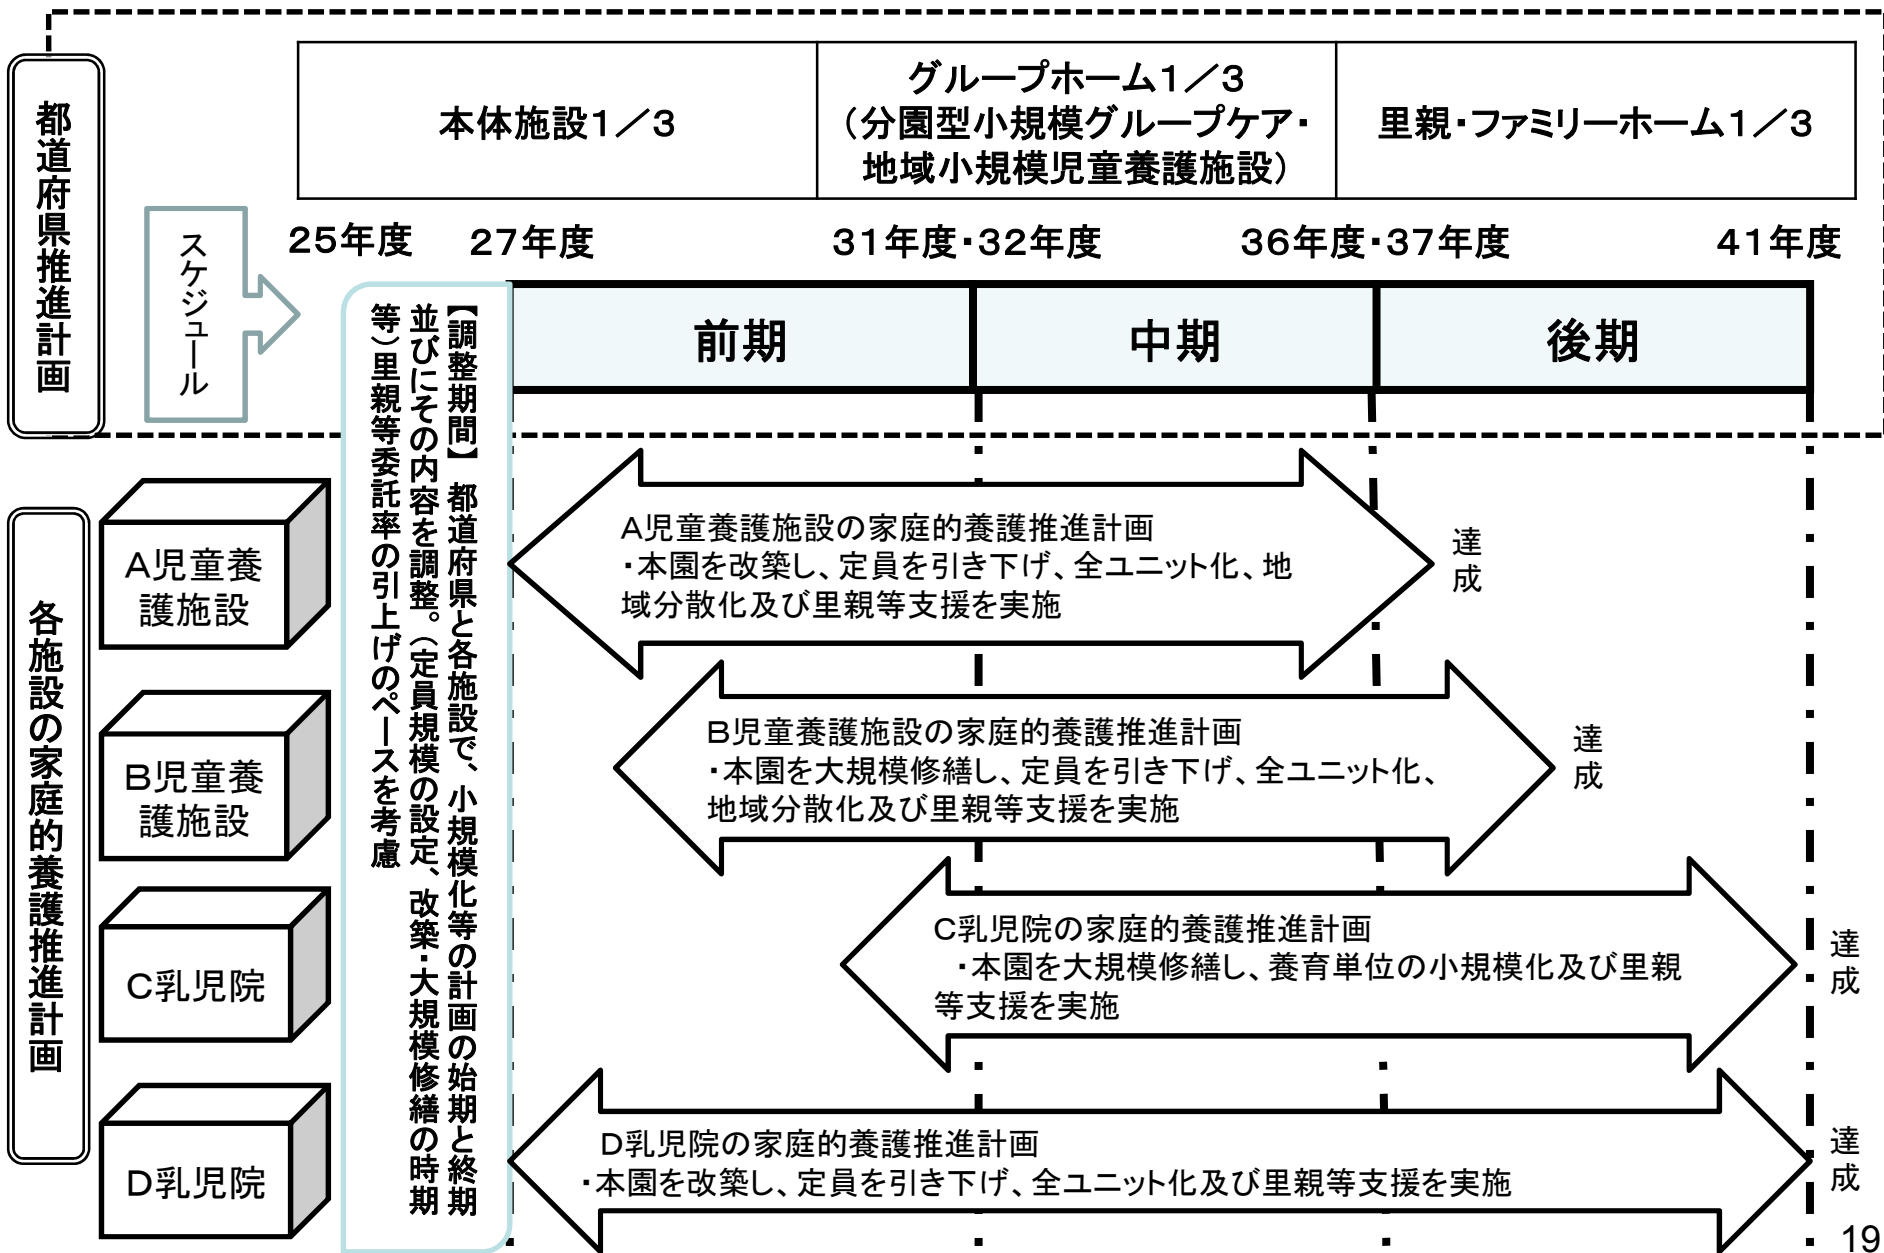 都道府県推進計画
本体施設1／3
グループホーム1／3
（分園型小規模グループケア・
地域小規模児童養護施設）
里親・ファミリーホーム1／3
スケジュール
25年度
27年度
31年度・32年度
36年度・37年度
41年度
前期
中期
後期
【調整期間】 都道府県と各施設で、小規模化等の計画の始期と終期
並びにその内容を調整。（定員規模の設定、改築・大規模修繕の時期
等）里親等委託率の引上げのペースを考慮
各施設の家庭的養護推進計画
A児童養
護施設
A児童養護施設の家庭的養護推進計画
・本園を改築し、定員を引き下げ、全ユニット化、地
域分散化及び里親等支援を実施
達成
B児童養
護施設
B児童養護施設の家庭的養護推進計画
・本園を大規模修繕し、定員を引き下げ、全ユニット化、
地域分散化及び里親等支援を実施
達成
C乳児院
C乳児院の家庭的養護推進計画
・本園を大規模修繕し、養育単位の小規模化及び里親
等支援を実施
達成
D乳児院
D乳児院の家庭的養護推進計画
・本園を改築し、定員を引き下げ、全ユニット化及び里親等支援を実施
達成
19